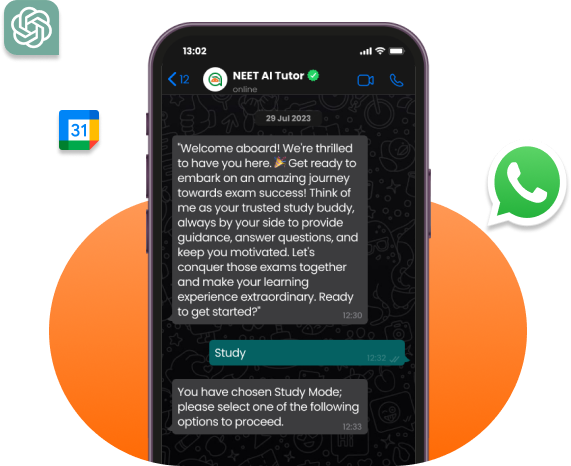 13:02
12
NEET AI Tutor
online
31
29 Jul 2023
"Welcome aboard! We're thrilled
to have you here. 🎉 Get ready to
embark on an amazing journey
towards exam success! Think of
me as your trusted study buddy,
always by your side to provide
guidance, answer questions, and
keep you motivated. Let's
conquer those exams together
and make your learning
experience extraordinary. Ready
to get started?"
12:30
Study
12:32
You have chosen Study Mode;
please select one of the following
options to proceed.
12:33